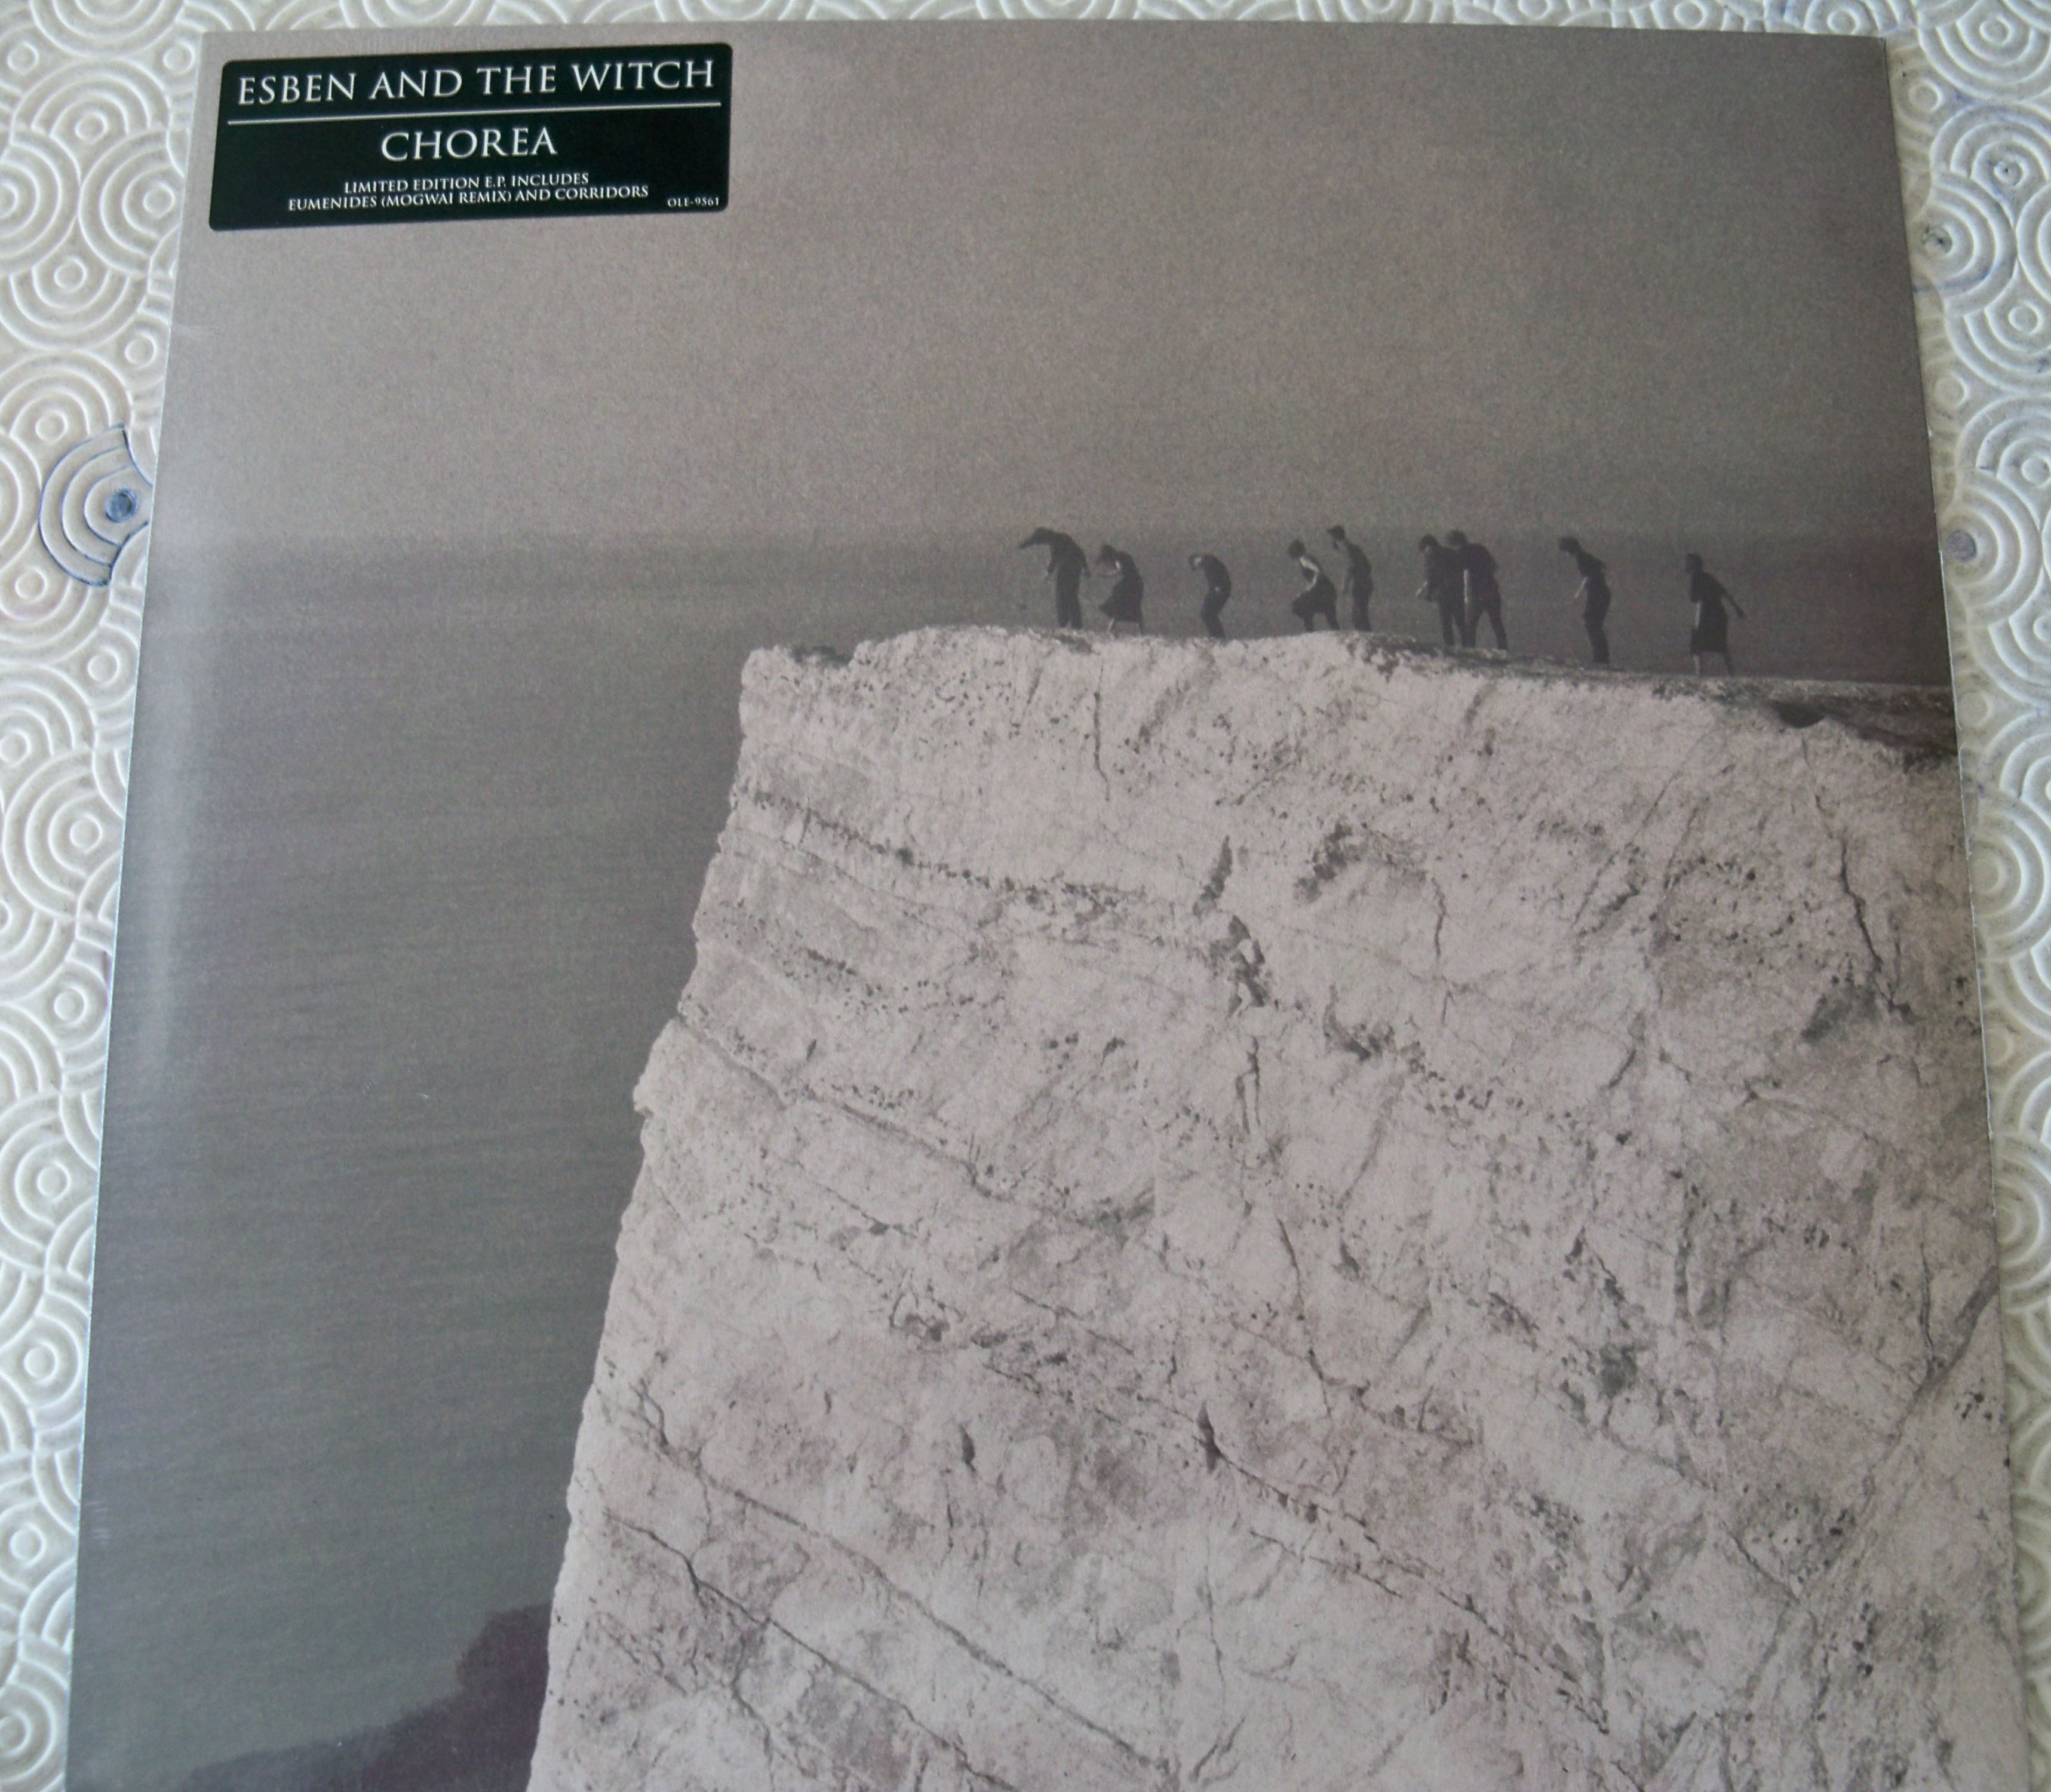 ESBEN AND THE WITCH
CHOREA
LIMITED EDITION E.P. INCLUDES
EUMENIDES (MOGWAI REMIX) AND CORRIDORS
OLE-9561